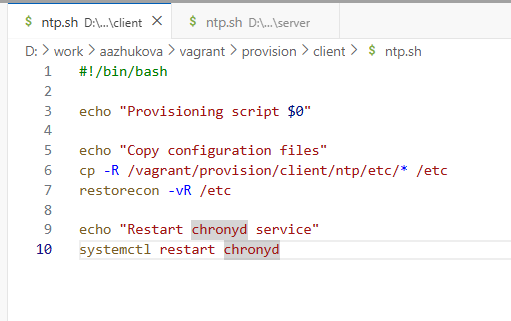 $ ntp.sh D:\...\client ×
$ ntp.sh D:\...\server
D: > work > aazhukova > vagrant > provision > client > $ ntp.sh
1 #!/bin/bash
2
3 echo "Provisioning script $0"
4
5 echo "Copy configuration files"
6 cp -R /vagrant/provision/client/ntp/etc/* /etc
7 restorecon -vR /etc
8
9 echo "Restart chronyd service"
10 systemctl restart chronyd